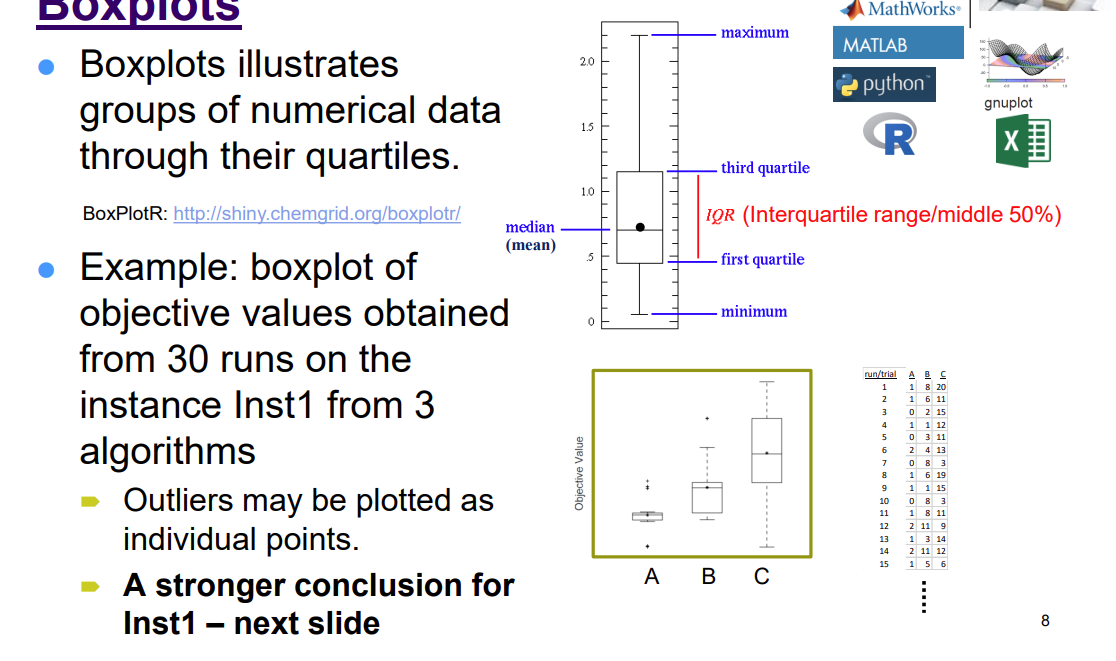 Boxplots
Boxplots illustrates
groups of numerical data
through their quartiles.
BoxPlotR: http://shiny.chemgrid.org/boxplotr/
Example: boxplot of
objective values obtained
from 30 runs on the
instance Inst1 from 3
algorithms
Outliers may be plotted as
individual points.
A stronger conclusion for
Inst1 – next slide
maximum
2.0
1.5
third quartile
1.0
IQR (Interquartile range/middle 50%)
median
(mean)
.5
first quartile
minimum
0
MathWorks®
MATLAB
python™
gnuplot
R
X
Objective Value
A B C
run/trial A B C
1 1 8 20
2 1 6 11
3 0 2 15
4 1 1 12
5 0 3 11
6 2 4 13
7 0 8 3
8 1 6 19
9 1 1 15
10 0 8 3
11 1 8 11
12 2 11 9
13 1 3 14
14 2 11 12
15 1 5 6
8